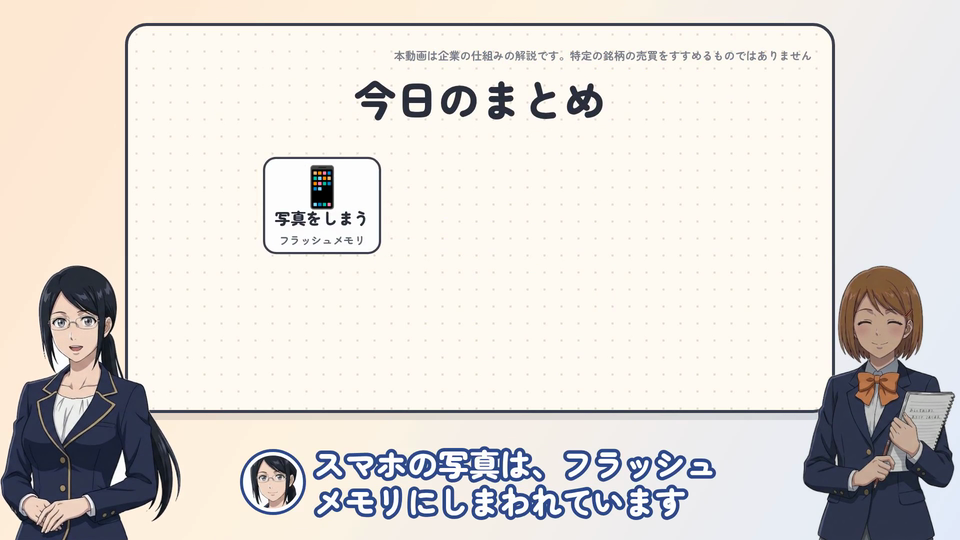 本動画は企業の仕組みの解説です。特定の銘柄の売買をすすめるものではありません
今日のまとめ
写真をしまう
フラッシュメモリ
スマホの写真は、フラッシュ
メモリにしまわれています